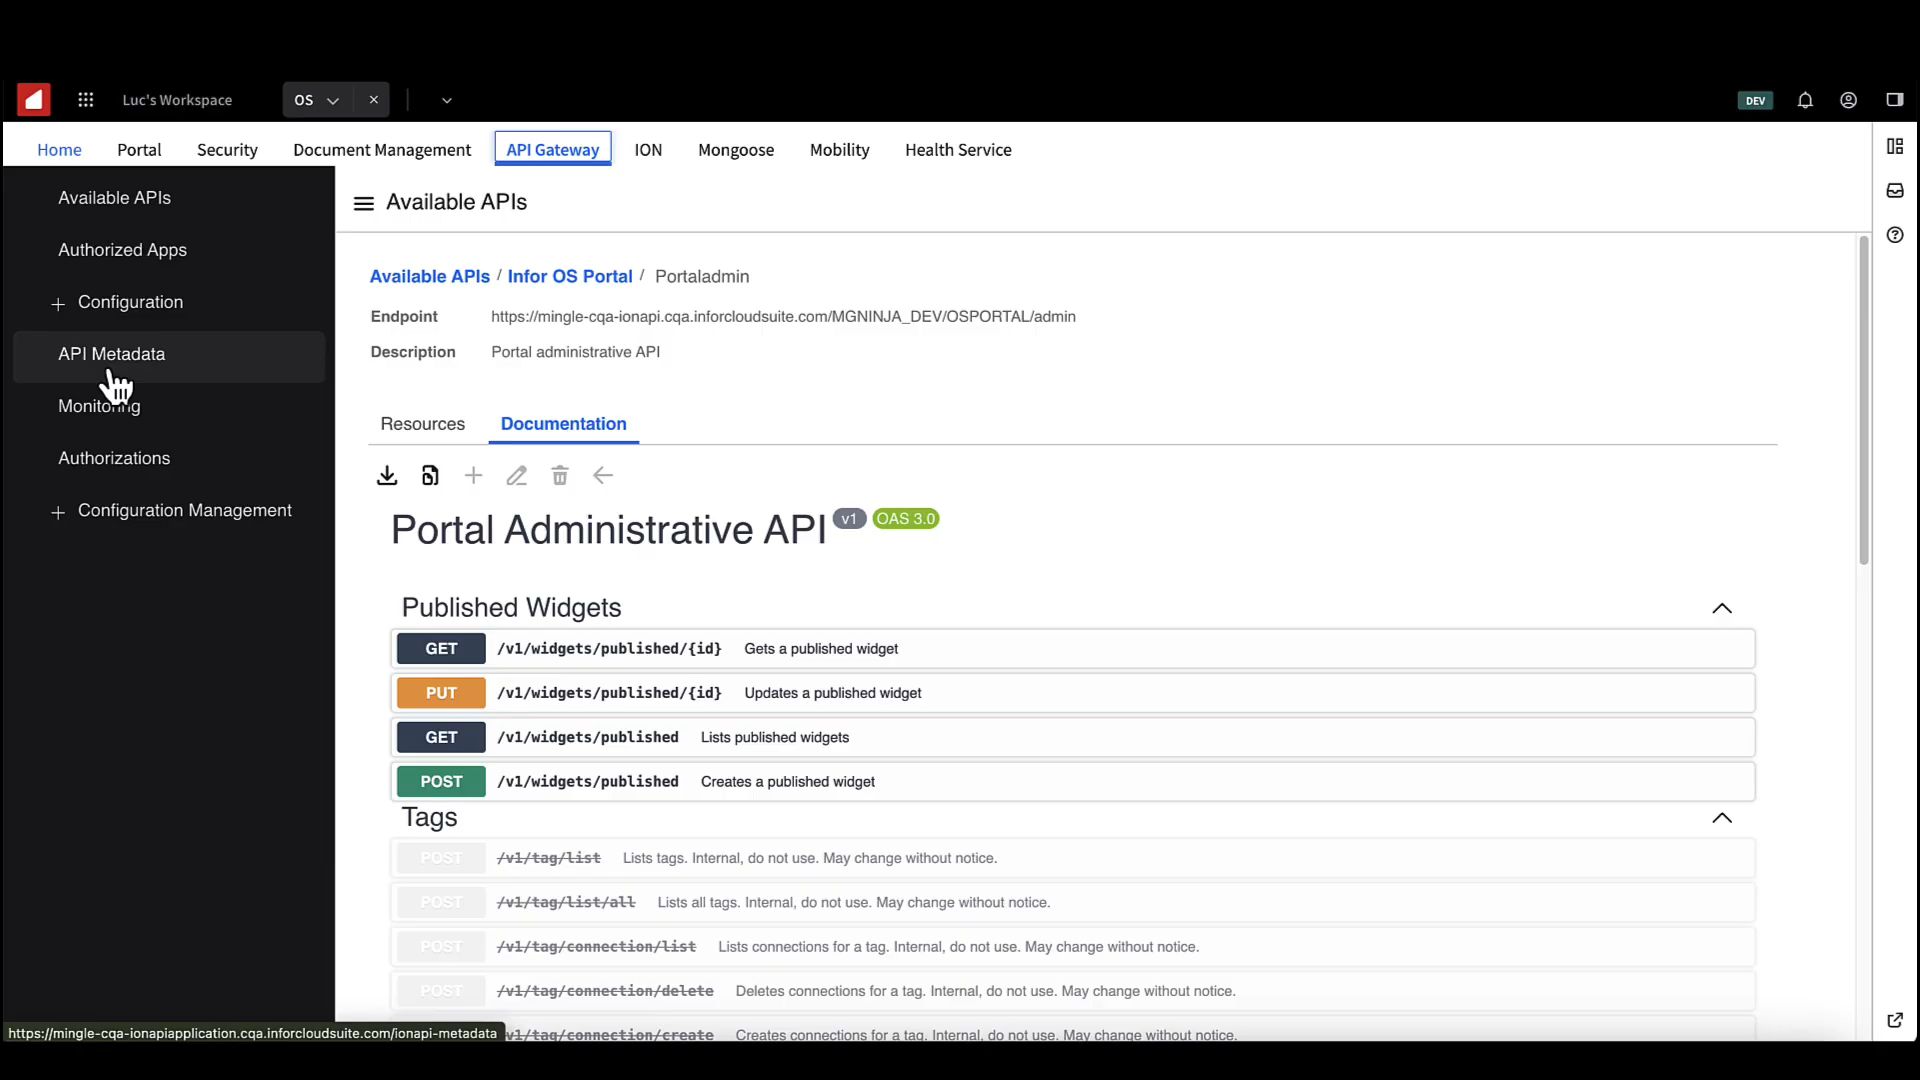 Luc's Workspace OS DEV
Home Portal Security Document Management API Gateway ION Mongoose Mobility Health Service
Available APIs
Authorized Apps
Configuration
API Metadata
Monitoring
Authorizations
Configuration Management
Available APIs
Available APIs / Infor OS Portal / Portaladmin
Endpoint https://mingle-cqa-ionapi.cqa.inforcloudsuite.com/MGNINJA_DEV/OSPORTAL/admin
Description Portal administrative API
Resources Documentation
Portal Administrative API v1 OAS 3.0
Published Widgets
GET /v1/widgets/published/{id} Gets a published widget
PUT /v1/widgets/published/{id} Updates a published widget
GET /v1/widgets/published Lists published widgets
POST /v1/widgets/published Creates a published widget
Tags
POST /v1/tag/list Lists tags. Internal, do not use. May change without notice.
POST /v1/tag/list/all Lists all tags. Internal, do not use. May change without notice.
POST /v1/tag/connection/list Lists connections for a tag. Internal, do not use. May change without notice.
POST /v1/tag/connection/delete Deletes connections for a tag. Internal, do not use. May change without notice.
/v1/tag/connection/create Creates connections for a tag. Internal, do not use. May change without notice.
https://mingle-cqa-ionapiapplication.cqa.inforcloudsuite.com/ionapi-metadata